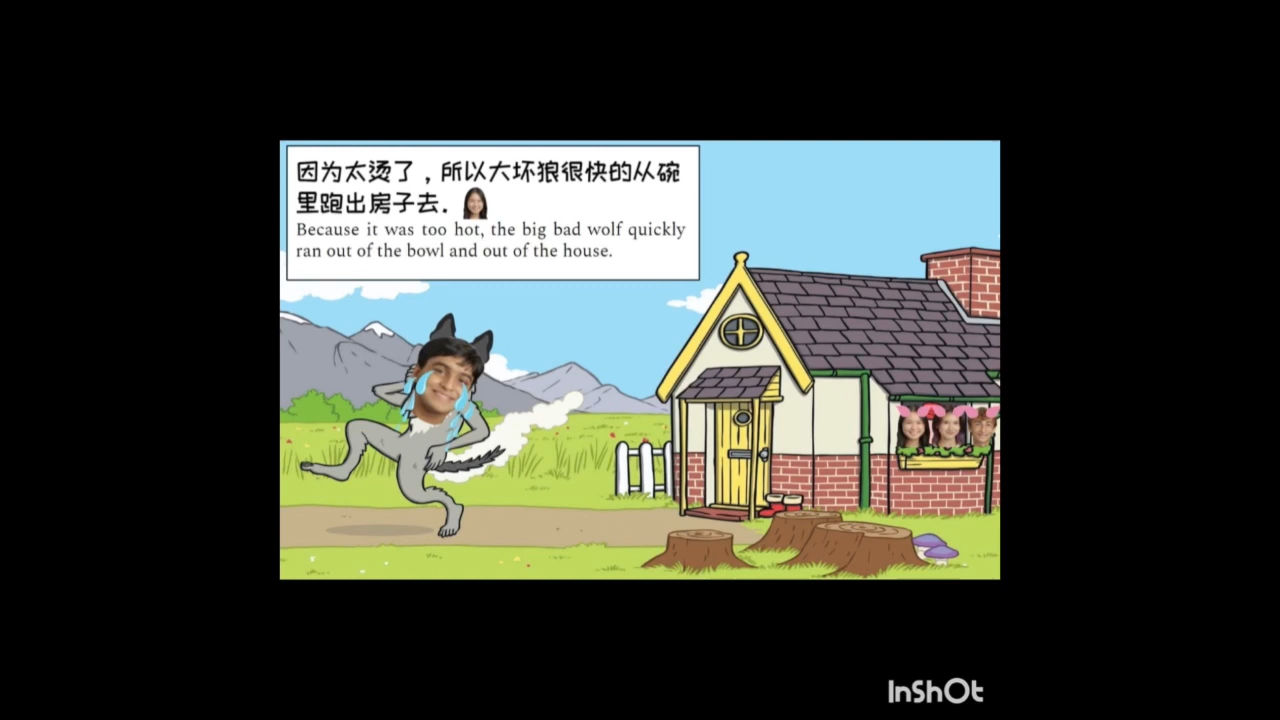 因为太烫了，所以大坏狼很快的从碗
里跑出房子去.
Because it was too hot, the big bad wolf quickly
ran out of the bowl and out of the house.
InShOt